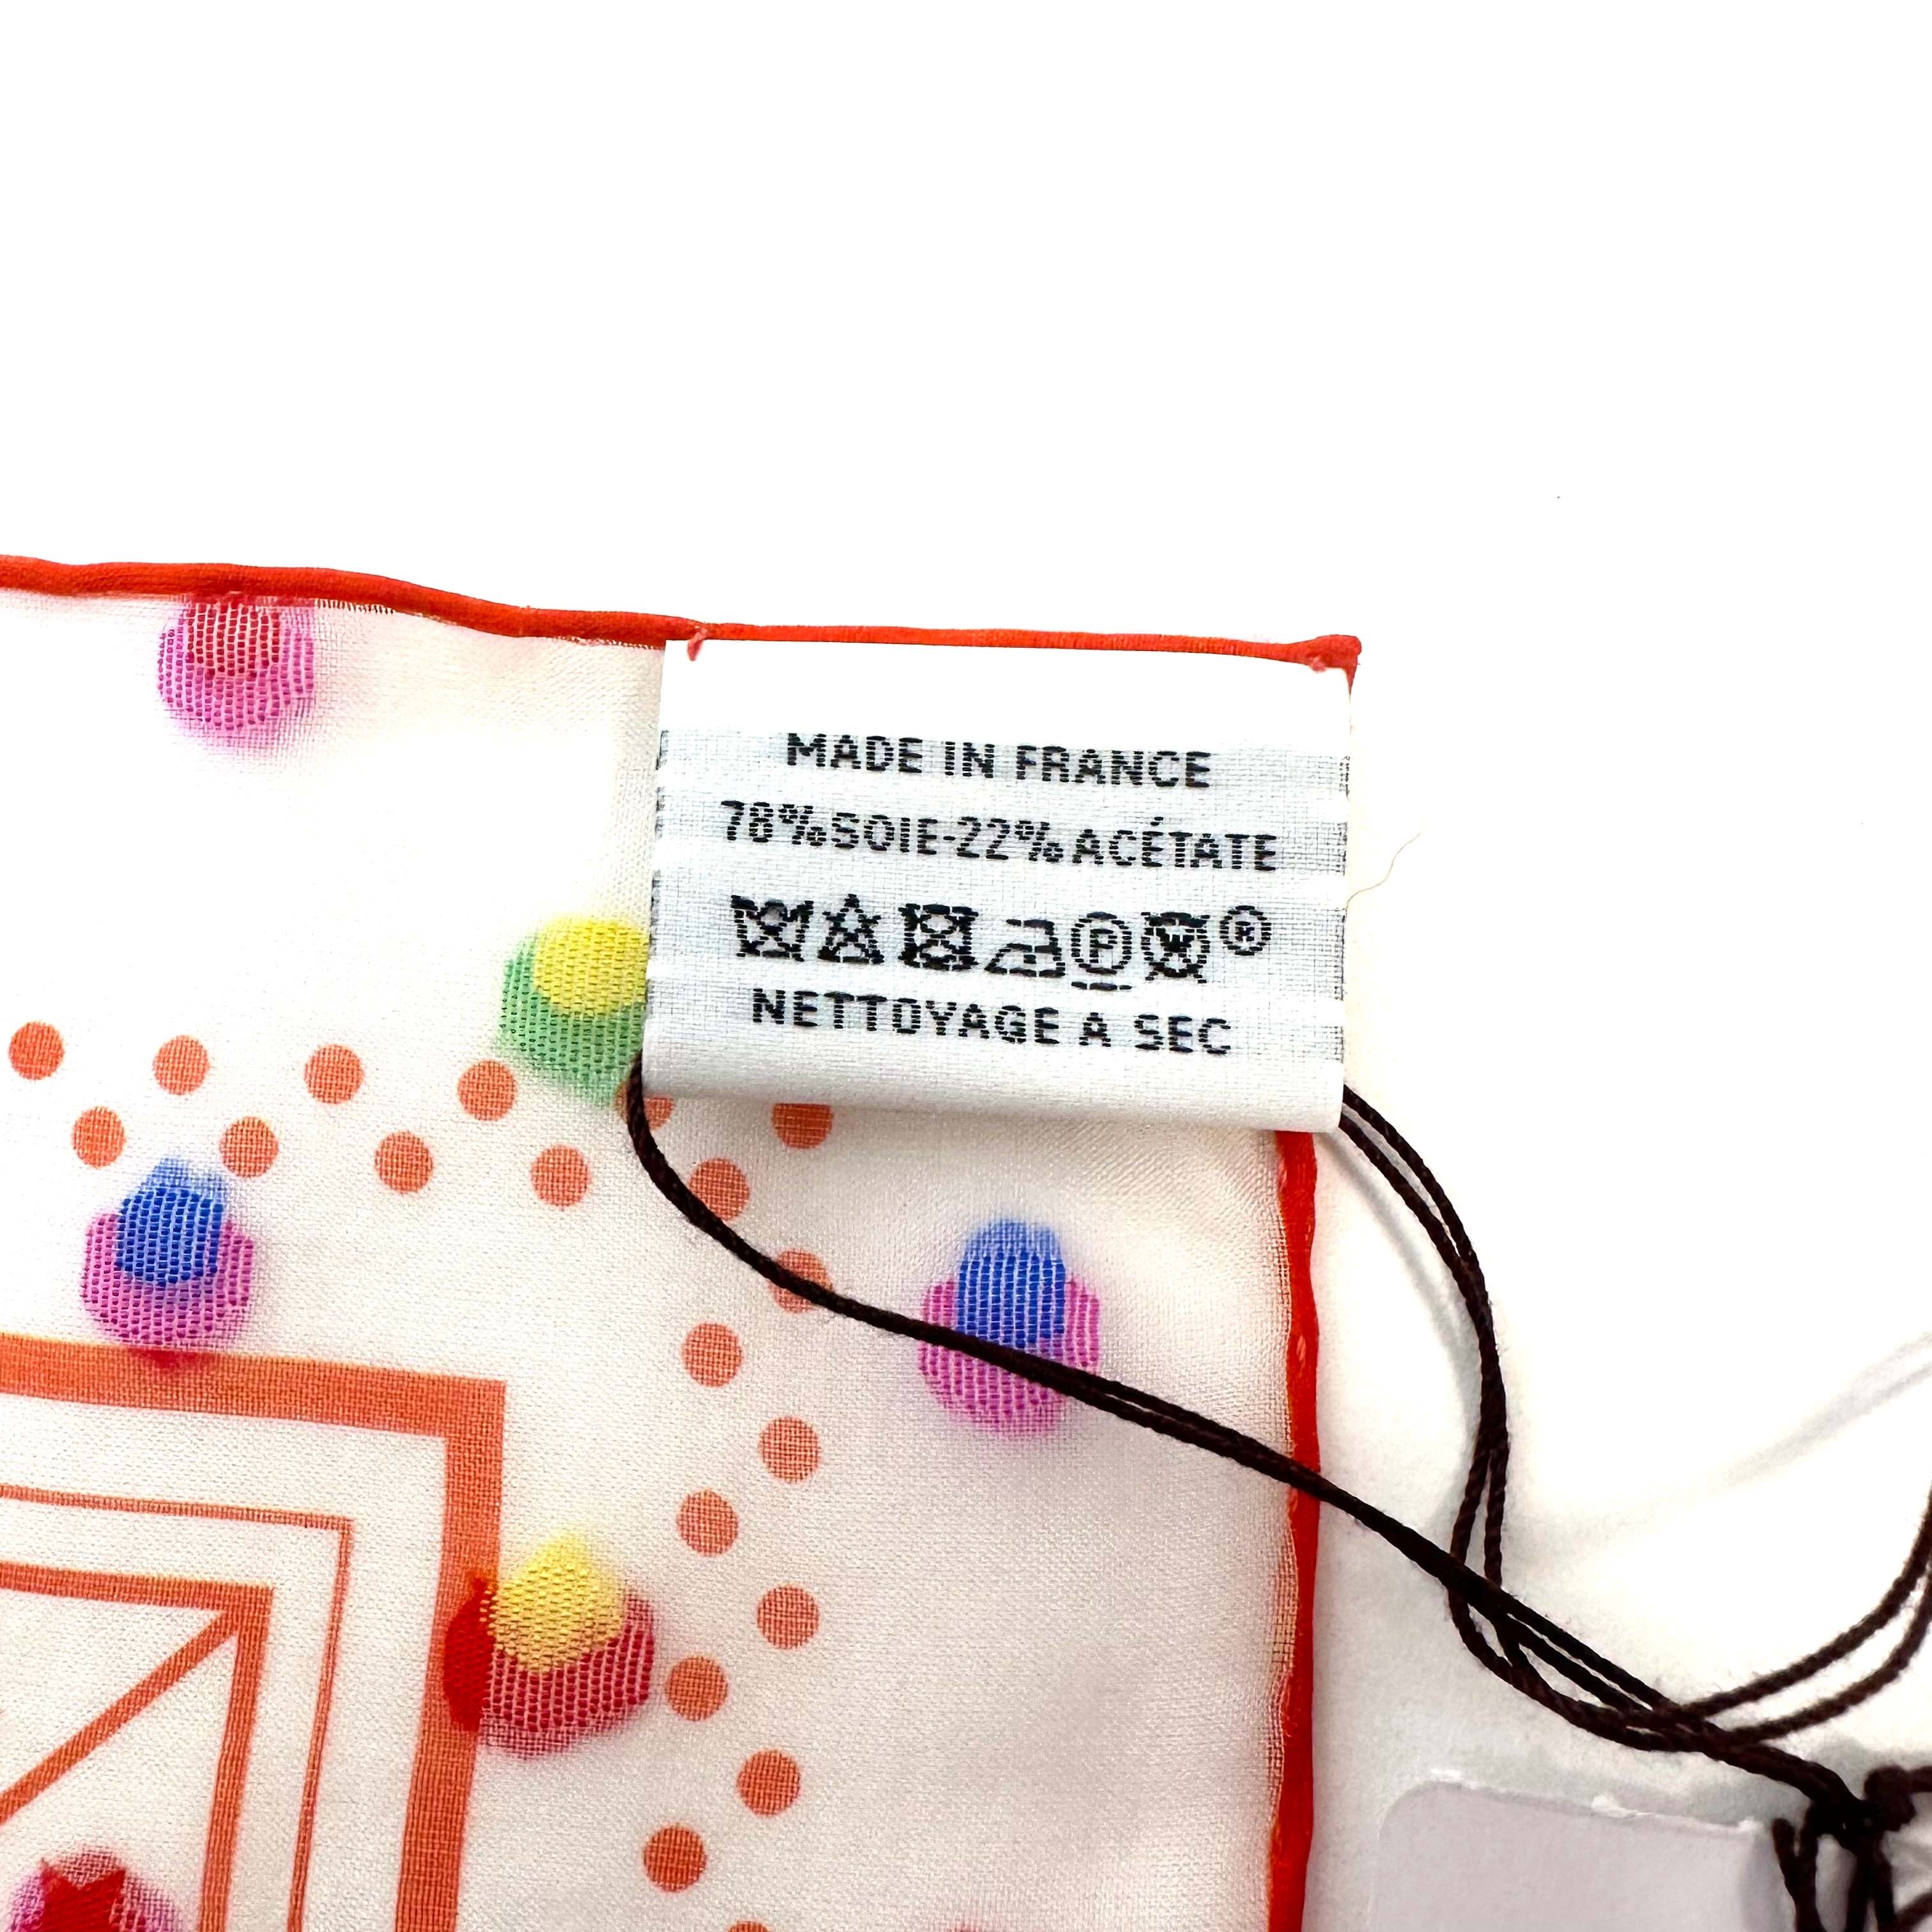 MADE IN FRANCE
78%SOIE-22%ACÉTATE
P W ®
NETTOYAGE A SEC